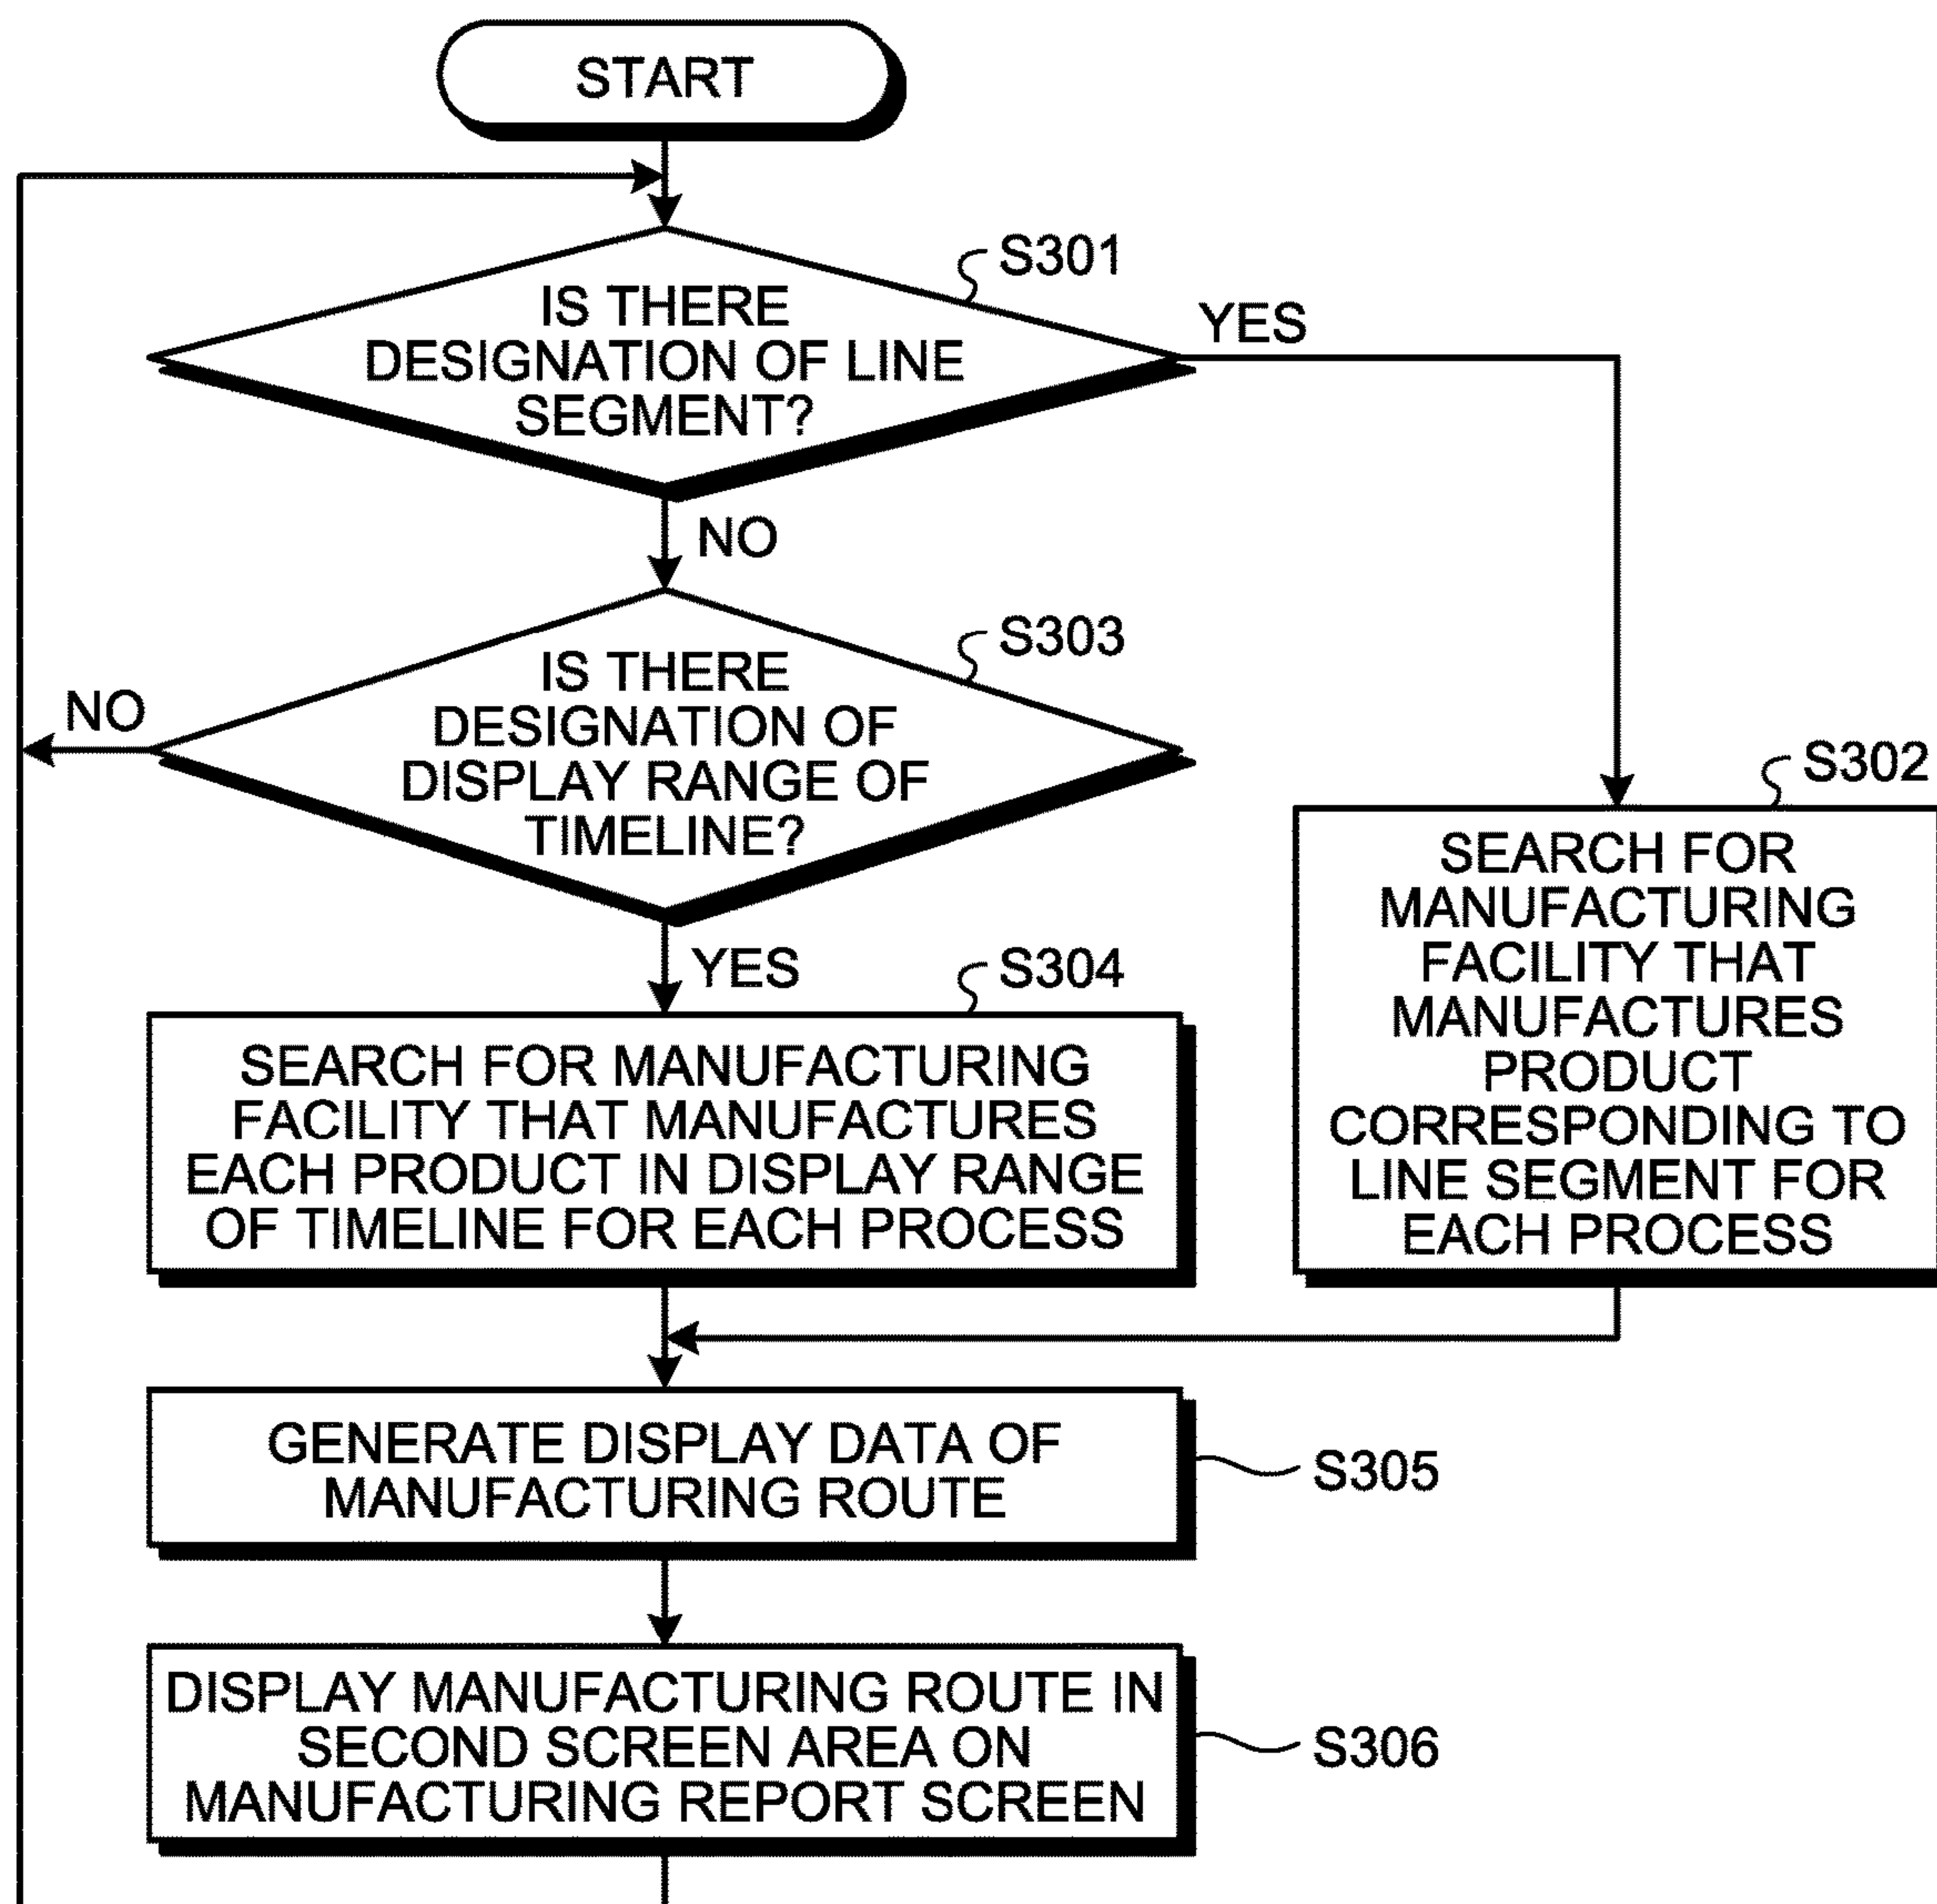 START
S301
IS THERE
DESIGNATION OF LINE
SEGMENT?
YES
NO
S303
IS THERE
DESIGNATION OF
DISPLAY RANGE OF
TIMELINE?
NO
YES
S302
SEARCH FOR
MANUFACTURING
FACILITY THAT
MANUFACTURES
PRODUCT
CORRESPONDING TO
LINE SEGMENT FOR
EACH PROCESS
S304
SEARCH FOR MANUFACTURING
FACILITY THAT MANUFACTURES
EACH PRODUCT IN DISPLAY RANGE
OF TIMELINE FOR EACH PROCESS
GENERATE DISPLAY DATA OF
MANUFACTURING ROUTE
S305
DISPLAY MANUFACTURING ROUTE IN
SECOND SCREEN AREA ON
MANUFACTURING REPORT SCREEN
S306